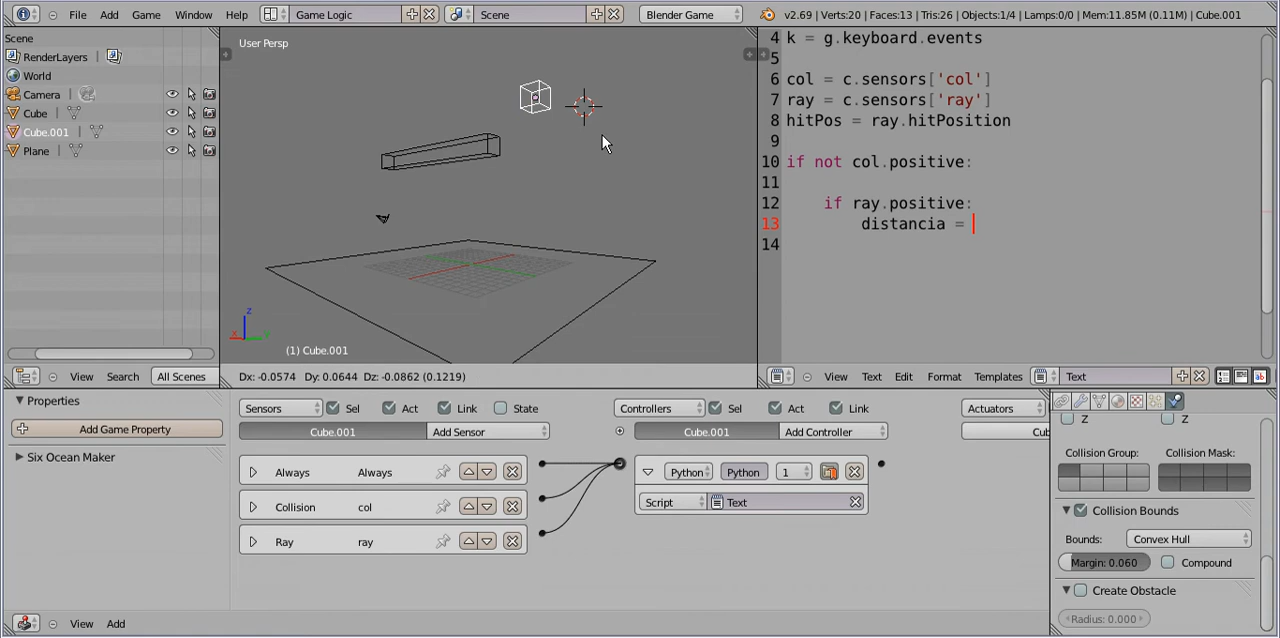 File Add Game Window Help Game Logic Scene Blender Game v2.69 | Verts:20 | Faces:13 | Tris:26 | Objects:1/4 | Lamps:0/0 | Mem:11.85M (0.11M) | Cube.001
Scene
RenderLayers
World
Camera
Cube
Cube.001
Plane
View Search All Scenes
User Persp
z
x
y
(1) Cube.001
Dx: -0.0574 Dy: 0.0644 Dz: -0.0862 (0.1219)
4 k = g.keyboard.events
5
6 col = c.sensors['col']
7 ray = c.sensors['ray']
8 hitPos = ray.hitPosition
9
10 if not col.positive:
11
12 if ray.positive:
13 distancia =
14
View Text Edit Format Templates Text
Properties
Add Game Property
Six Ocean Maker
Sensors Sel Act Link State
Cube.001 Add Sensor
Always Always
Collision col
Ray ray
Controllers Sel Act Link
Cube.001 Add Controller
Python Python 1
Script Text
Actuators
Cub
Z Z
Collision Group: Collision Mask:
Collision Bounds
Bounds: Convex Hull
Margin: 0.060 Compound
Create Obstacle
Radius: 0.000
View Add